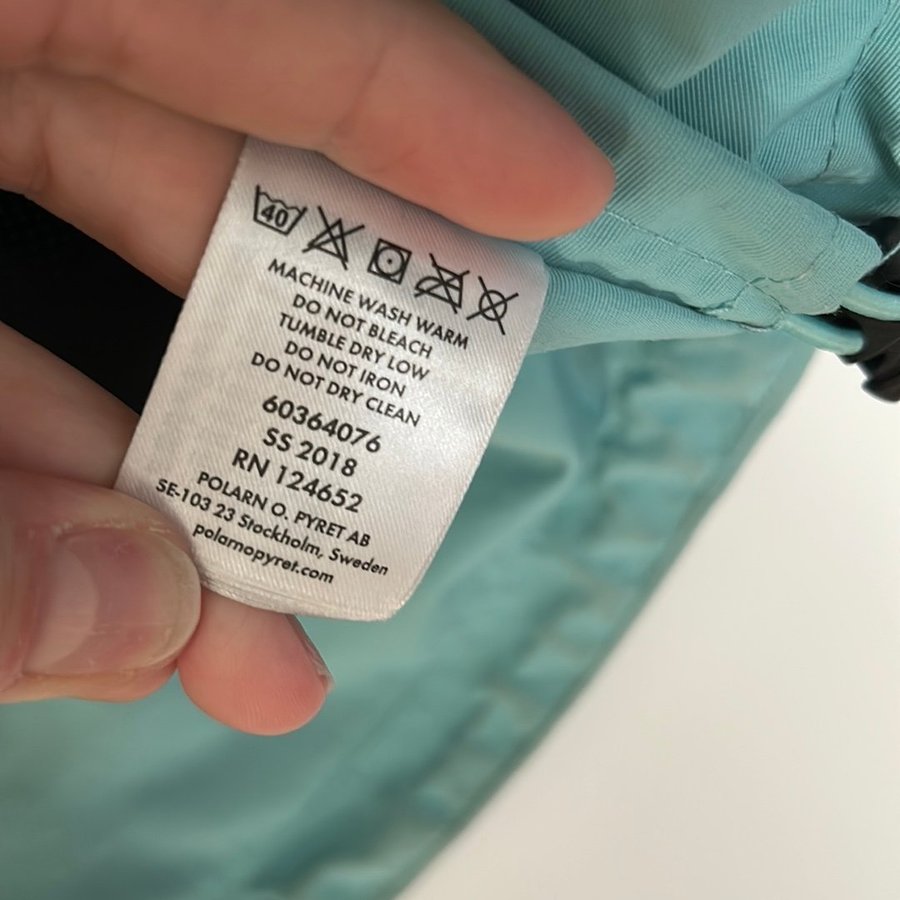 40
MACHINE WASH WARM
DO NOT BLEACH
TUMBLE DRY LOW
DO NOT IRON
DO NOT DRY CLEAN
60364076
SS 2018
RN 124652
POLARN O. PYRET AB
SE-103 23 Stockholm, Sweden
polarnopyret.com